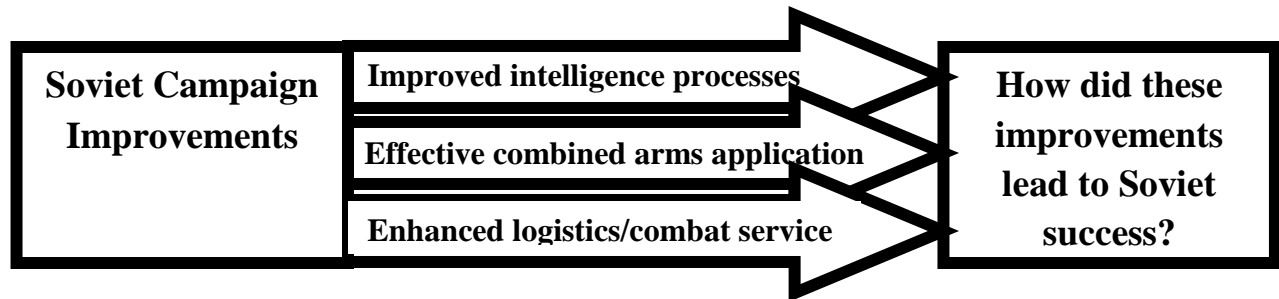 Soviet Campaign
Improvements
Improved intelligence processes
Effective combined arms application
Enhanced logistics/combat service
How did these
improvements
lead to Soviet
success?